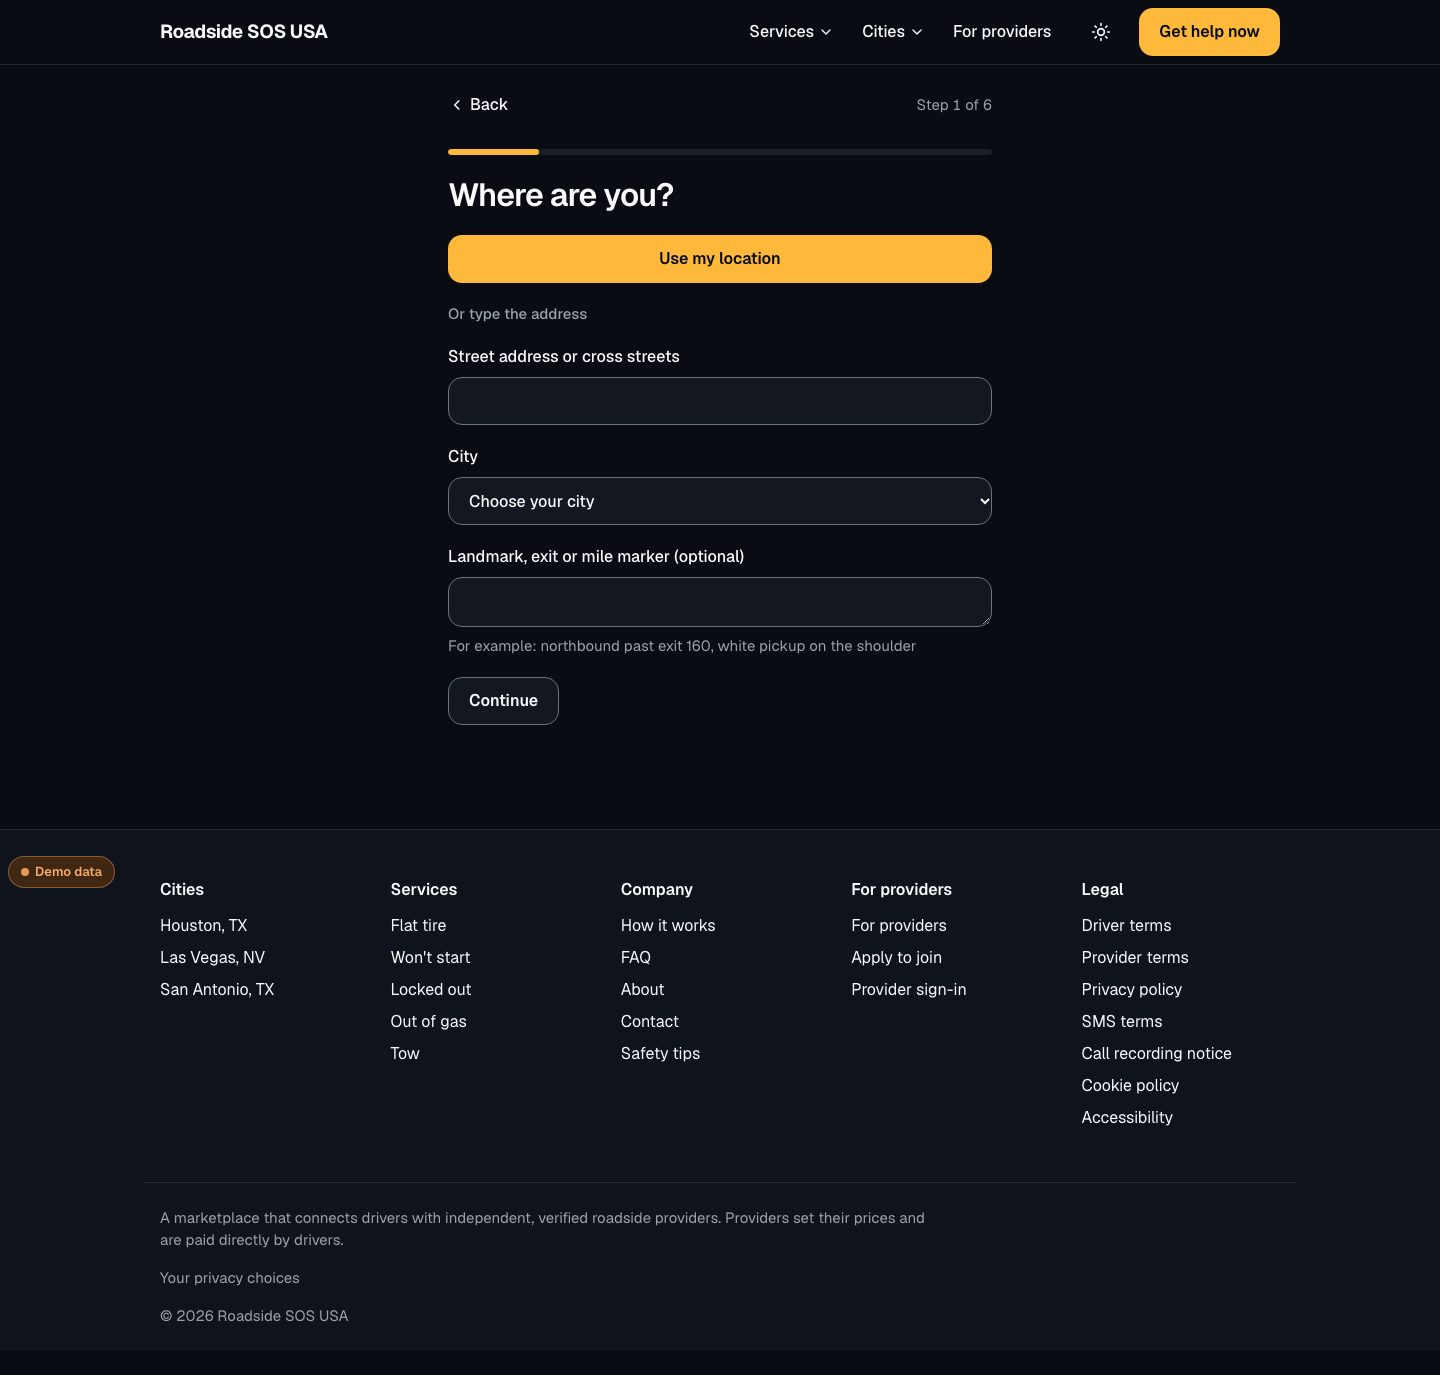 Roadside SOS USA
Services
Cities
For providers
Get help now
Back
Step 1 of 6
Where are you?
Use my location
Or type the address
Street address or cross streets
City
Choose your city
Landmark, exit or mile marker (optional)
For example: northbound past exit 160, white pickup on the shoulder
Continue
Demo data
Cities
Houston, TX
Las Vegas, NV
San Antonio, TX
Services
Flat tire
Won't start
Locked out
Out of gas
Tow
Company
How it works
FAQ
About
Contact
Safety tips
For providers
For providers
Apply to join
Provider sign-in
Legal
Driver terms
Provider terms
Privacy policy
SMS terms
Call recording notice
Cookie policy
Accessibility
A marketplace that connects drivers with independent, verified roadside providers. Providers set their prices and
are paid directly by drivers.
Your privacy choices
© 2026 Roadside SOS USA